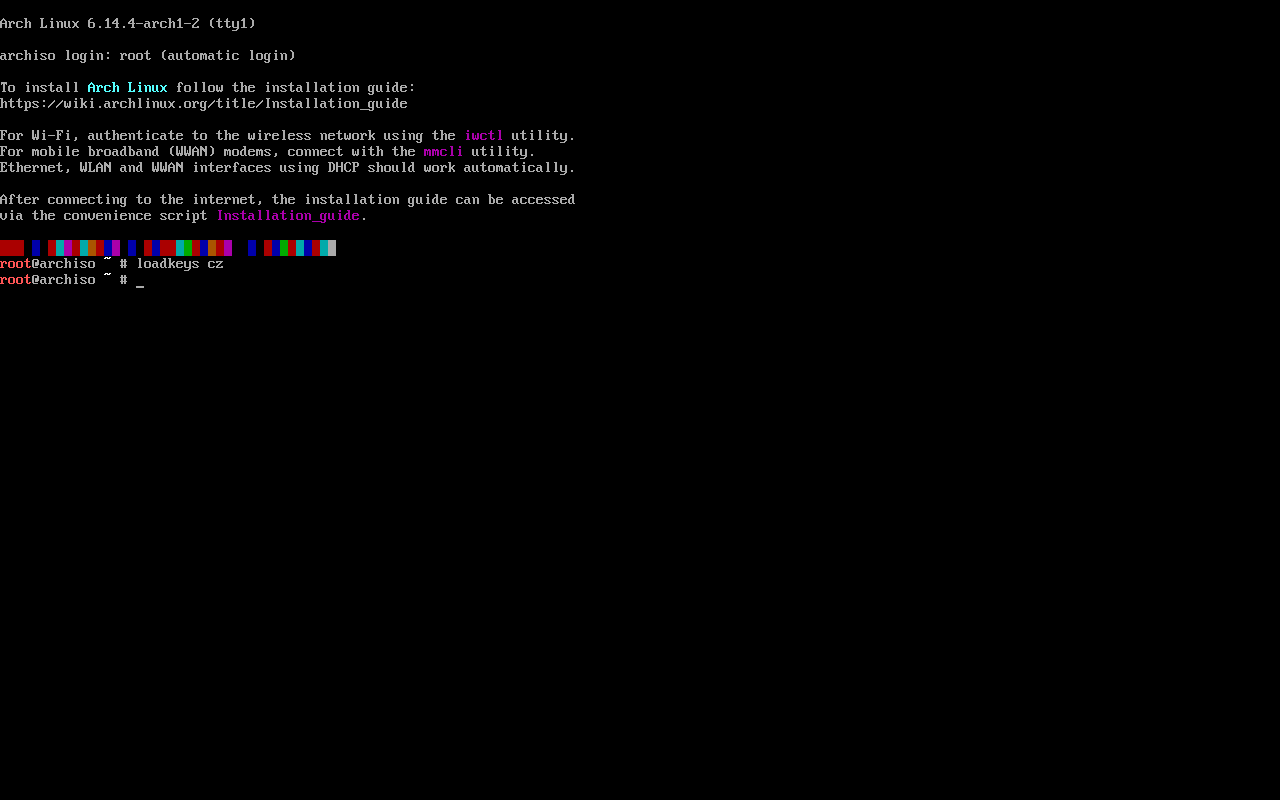 Arch Linux 6.14.4-arch1-2 (tty1)
archiso login: root (automatic login)
To install Arch Linux follow the installation guide:
https://wiki.archlinux.org/title/Installation_guide
For Wi-Fi, authenticate to the wireless network using the iwctl utility.
For mobile broadband (WWAN) modems, connect with the mmcli utility.
Ethernet, WLAN and WWAN interfaces using DHCP should work automatically.
After connecting to the internet, the installation guide can be accessed
via the convenience script Installation_guide.
root@archiso ~ # loadkeys cz
root@archiso ~ # _